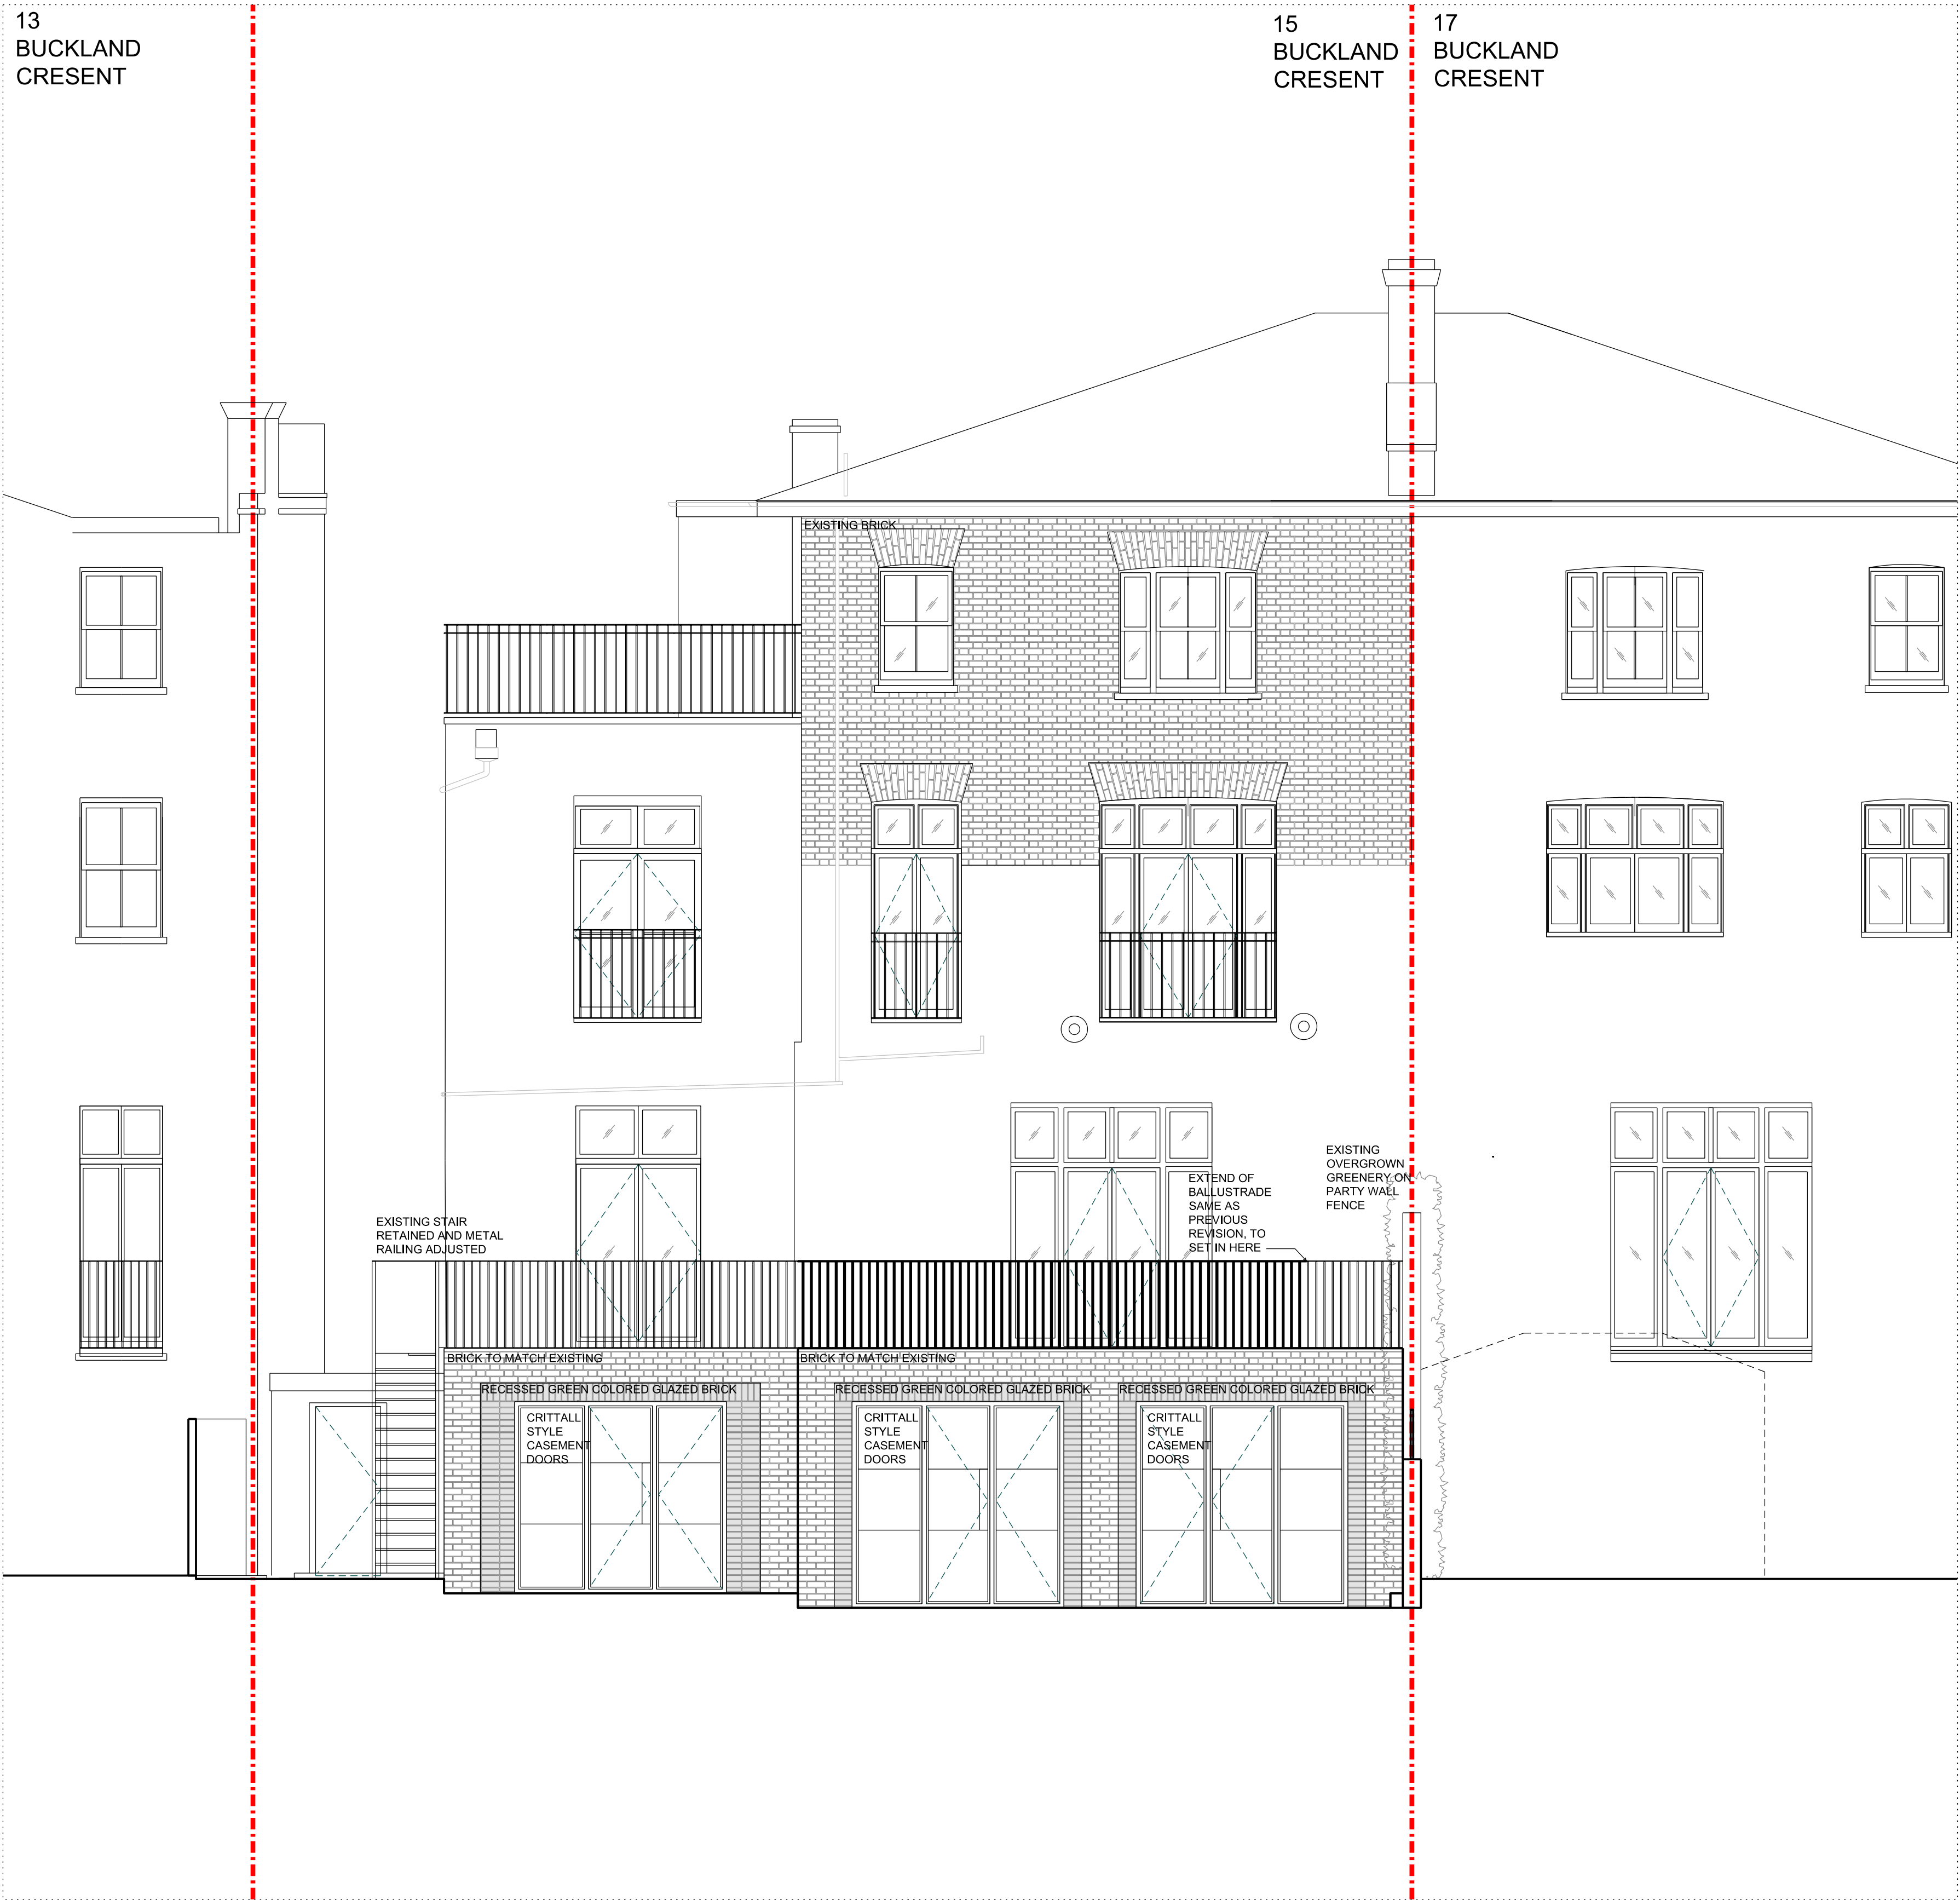 13
BUCKLAND
CRESENT
15
BUCKLAND
CRESENT
17
BUCKLAND
CRESENT
EXISTING BRICK
EXISTING
OVERGROWN
GREENERY ON
PARTY WALL
FENCE
EXTEND OF
BALLUSTRADE
SAME AS
PREVIOUS
REVISION, TO
SET IN HERE
EXISTING STAIR
RETAINED AND METAL
RAILING ADJUSTED
BRICK TO MATCH EXISTING
BRICK TO MATCH EXISTING
RECESSED GREEN COLORED GLAZED BRICK
RECESSED GREEN COLORED GLAZED BRICK
RECESSED GREEN COLORED GLAZED BRICK
CRITTALL
STYLE
CASEMENT
DOORS
CRITTALL
STYLE
CASEMENT
DOORS
CRITTALL
STYLE
CASEMENT
DOORS